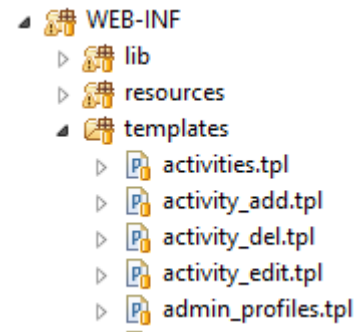 WEB-INF
lib
resources
templates
activities.tpl
activity_add.tpl
activity_del.tpl
activity_edit.tpl
admin_profiles.tpl